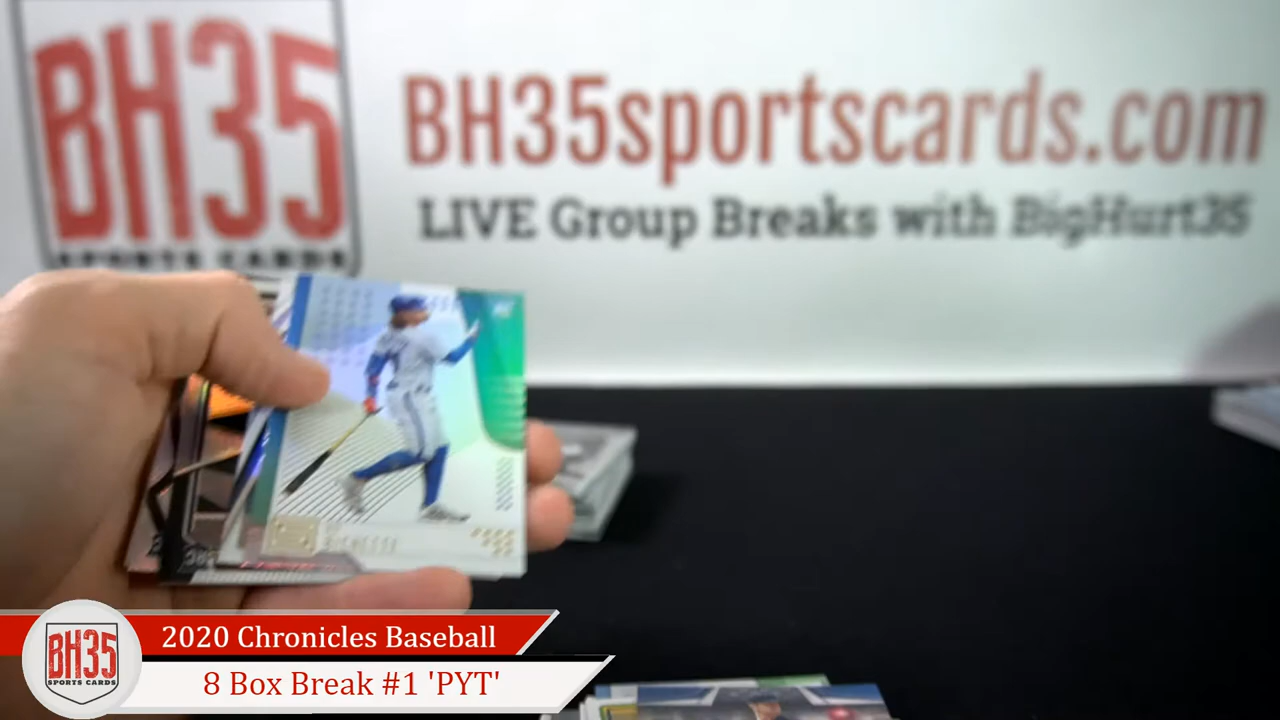 BH35
SPORTS CARDS
BH35sportscards.com
LIVE Group Breaks with BigHurt35
BH35
SPORTS CARDS
2020 Chronicles Baseball
8 Box Break #1 'PYT'